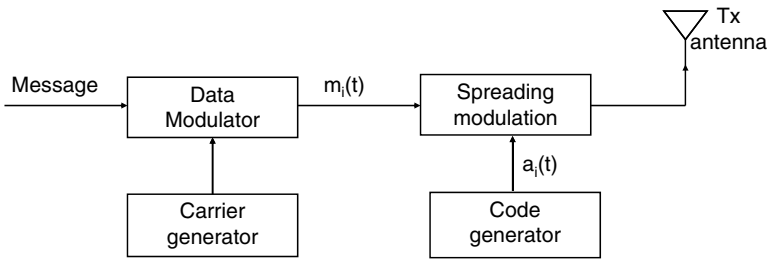 Tx
antenna
Message
Data
Modulator
mᵢ(t)
Spreading
modulation
aᵢ(t)
Carrier
generator
Code
generator